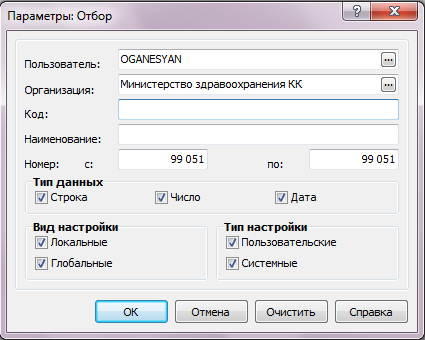 Параметры: Отбор
Пользователь: OGANESYAN ...
Организация: Министерство здравоохранения КК ...
Код:
Наименование:
Номер: с: 99 051 по: 99 051
Тип данных
Строка Число Дата
Вид настройки Тип настройки
Локальные Пользовательские
Глобальные Системные
ОК Отмена Очистить Справка